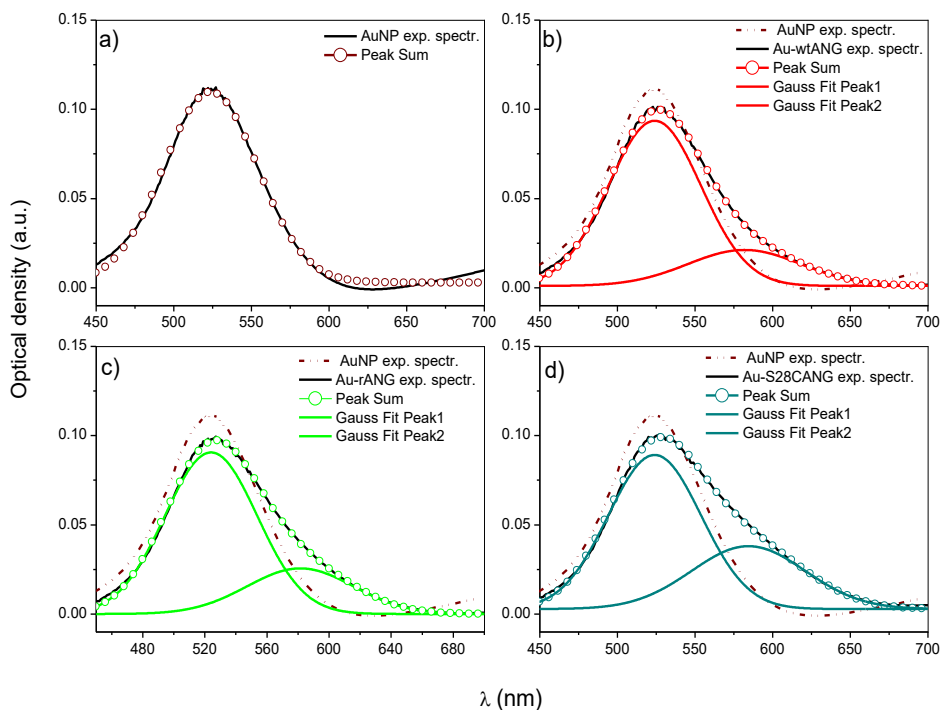 Optical density (a.u.)
a)
AuNP exp. spectr.
Peak Sum
0.15
0.10
0.05
0.00
450 500 550 600 650 700
b)
AuNP exp. spectr.
Au-wtANG exp. spectr.
Peak Sum
Gauss Fit Peak1
Gauss Fit Peak2
0.15
0.10
0.05
0.00
450 500 550 600 650 700
c)
AuNP exp. spectr.
Au-rANG exp. spectr.
Peak Sum
Gauss Fit Peak1
Gauss Fit Peak2
0.15
0.10
0.05
0.00
480 520 560 600 640 680
d)
AuNP exp. spectr.
Au-S28CANG exp. spectr.
Peak Sum
Gauss Fit Peak1
Gauss Fit Peak2
0.15
0.10
0.05
0.00
450 500 550 600 650 700
λ (nm)